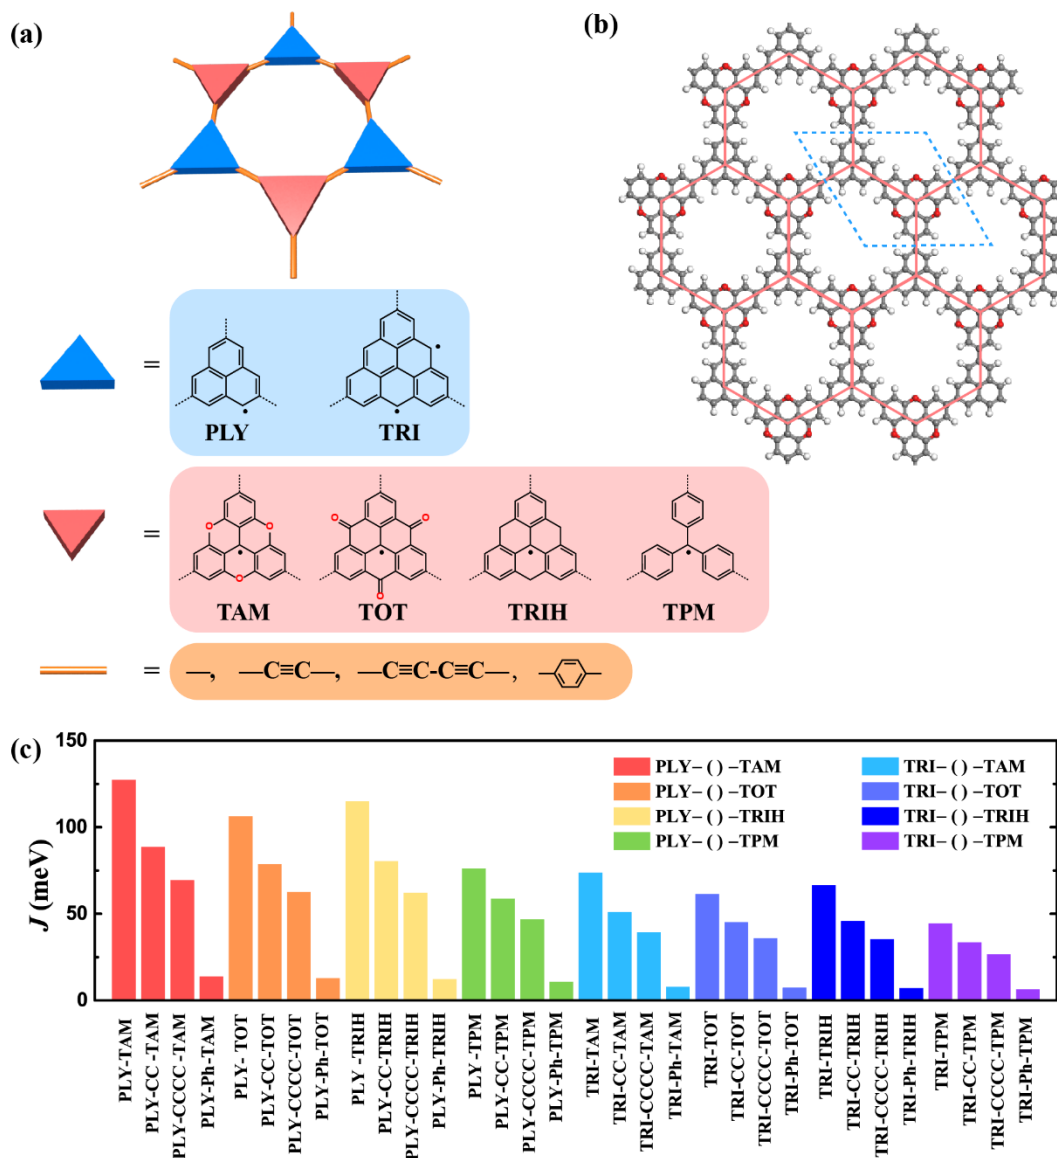 (a)
(b)
=
PLY
TRI
=
O O O
O O O
TAM
TOT
TRIH
TPM
= —, —C≡C—, —C≡C-C≡C—,
(c)
150
100
50
0
J (meV)
PLY–( )–TAM
PLY–( )–TOT
PLY–( )–TRIH
PLY–( )–TPM
TRI–( )–TAM
TRI–( )–TOT
TRI–( )–TRIH
TRI–( )–TPM
PLY-TAM
PLY-CC -TAM
PLY-CCCC-TAM
PLY-Ph-TAM
PLY- TOT
PLY-CC-TOT
PLY-CCCC-TOT
PLY-Ph-TOT
PLY -TRIH
PLY-CC-TRIH
PLY-CCCC-TRIH
PLY-Ph-TRIH
PLY -TPM
PLY-CC-TPM
PLY-CCCC-TPM
PLY-Ph-TPM
TRI-TAM
TRI-CC-TAM
TRI-CCCC-TAM
TRI-Ph-TAM
TRI-TOT
TRI-CC-TOT
TRI-CCCC-TOT
TRI-Ph-TOT
TRI -TRIH
TRI-CC-TRIH
TRI-CCCC-TRIH
TRI-Ph-TRIH
TRI-TPM
TRI-CC-TPM
TRI-CCCC-TPM
TRI-Ph-TPM